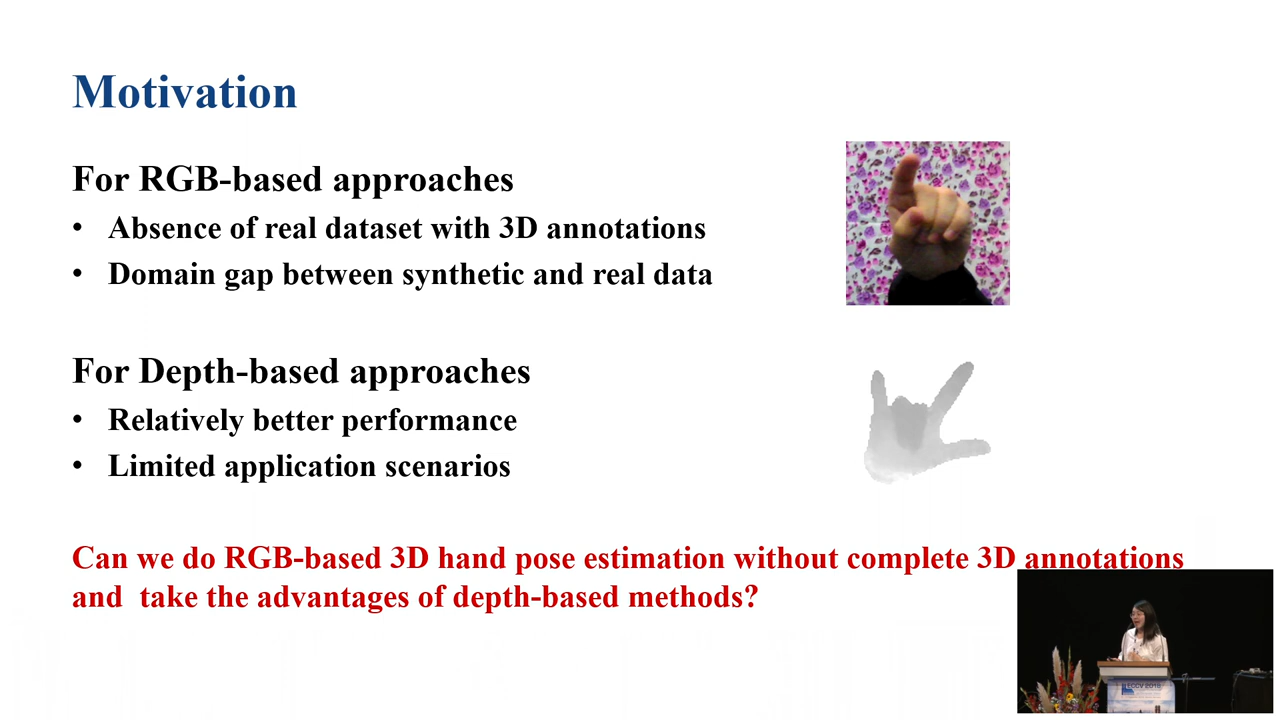 Motivation
For RGB-based approaches
• Absence of real dataset with 3D annotations
• Domain gap between synthetic and real data
For Depth-based approaches
• Relatively better performance
• Limited application scenarios
Can we do RGB-based 3D hand pose estimation without complete 3D annotations
and take the advantages of depth-based methods?
ECCV 2018